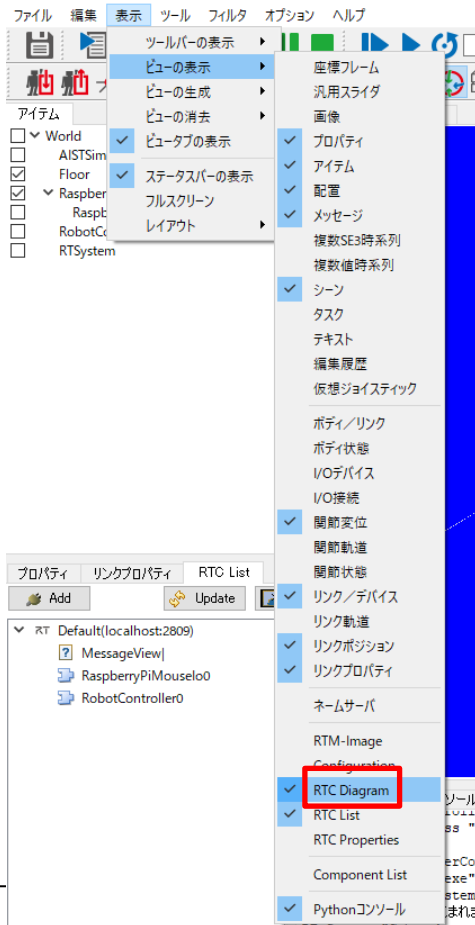 ファイル 編集 表示 ツール フィルタ オプション ヘルプ
アイテム
World
AISTSim
Floor
Raspber
Raspb
RobotCo
RTSystem
ツールバーの表示
ビューの表示
ビューの生成
ビューの消去
ビュータブの表示
ステータスバーの表示
フルスクリーン
レイアウト
座標フレーム
汎用スライダ
画像
プロパティ
アイテム
配置
メッセージ
複数SE3時系列
複数値時系列
シーン
タスク
テキスト
編集履歴
仮想ジョイスティック
ボディ／リンク
ボディ状態
I/Oデバイス
I/O接続
関節変位
関節軌道
関節状態
リンク／デバイス
リンク軌道
リンクポジション
リンクプロパティ
ネームサーバ
RTM-Image
Configuration
RTC Diagram
RTC List
RTC Properties
Component List
Pythonコンソール
プロパティ リンクプロパティ RTC List
Add Update
RT Default(localhost:2809)
MessageView|
RaspberryPiMouseIo0
RobotController0
ソール
ss "
erCo
exe"
stem
まれま